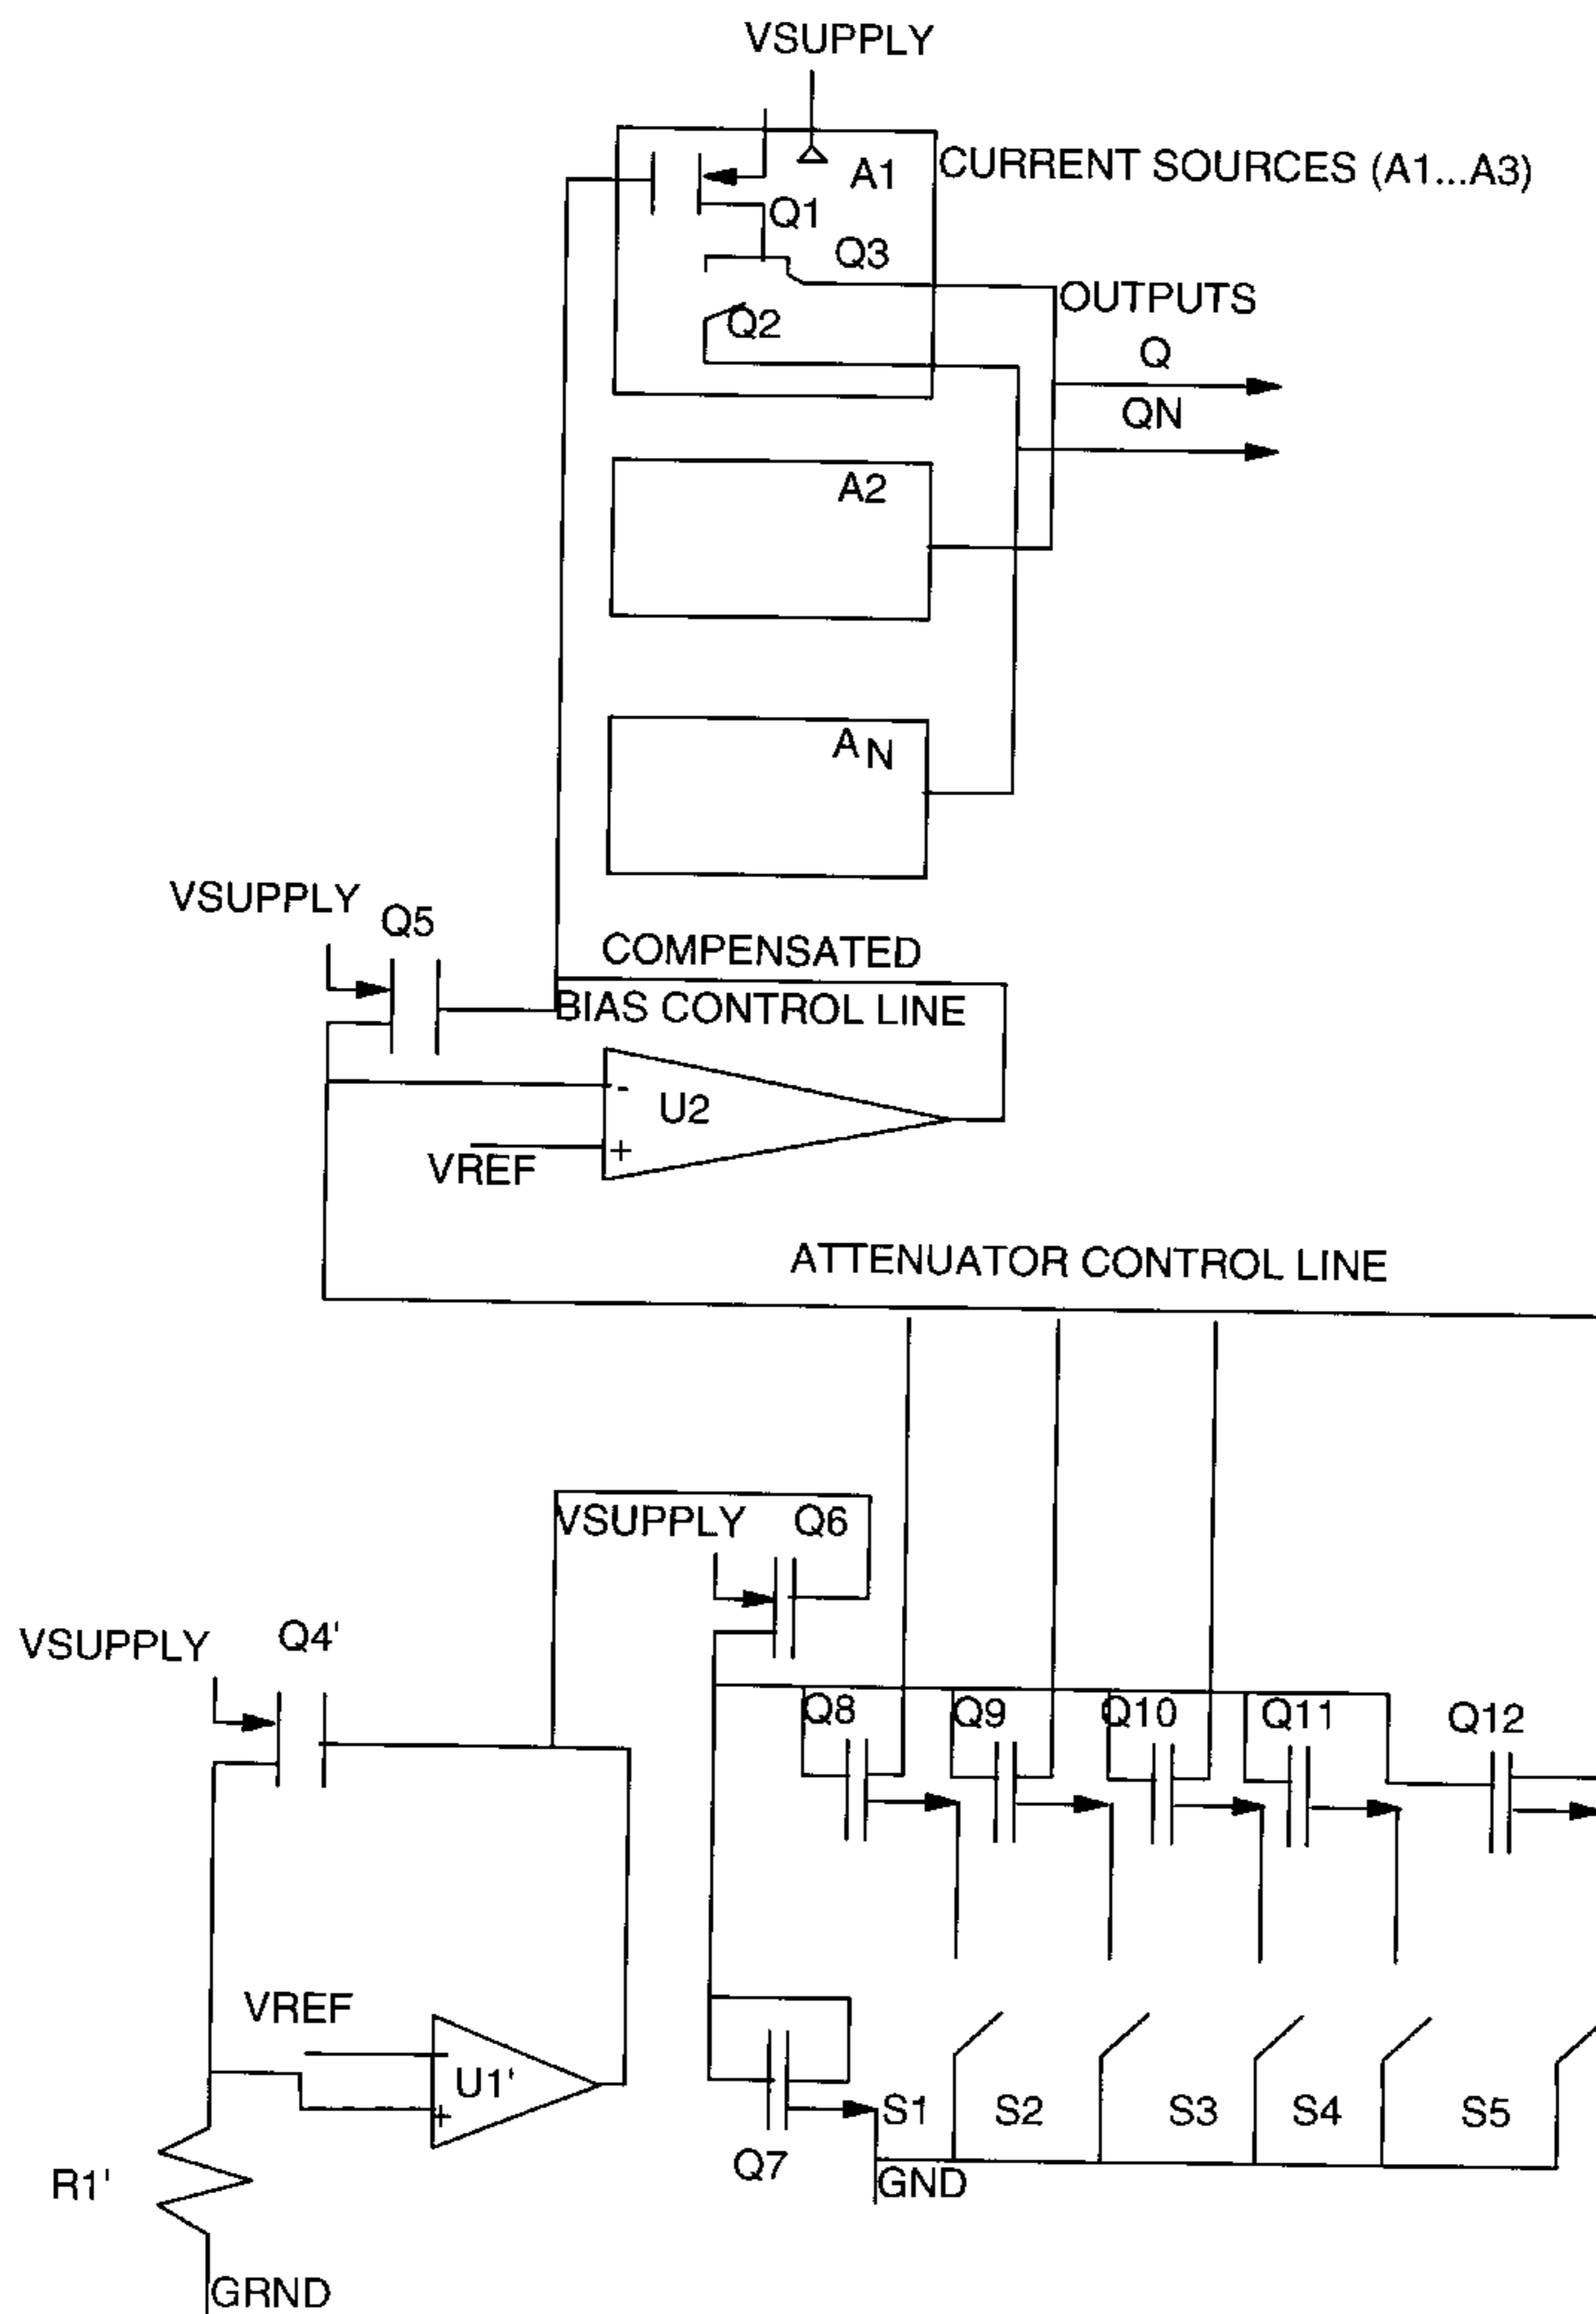 VSUPPLY
A1
CURRENT SOURCES (A1...A3)
Q1
Q3
OUTPUTS
Q2
Q
QN
A2
AN
VSUPPLY
Q5
COMPENSATED
BIAS CONTROL LINE
-
U2
+
VREF
ATTENUATOR CONTROL LINE
VSUPPLY
Q6
VSUPPLY
Q4'
Q8
Q9
Q10
Q11
Q12
VREF
U1'
+
S1
S2
S3
S4
S5
Q7
R1'
GND
GRND